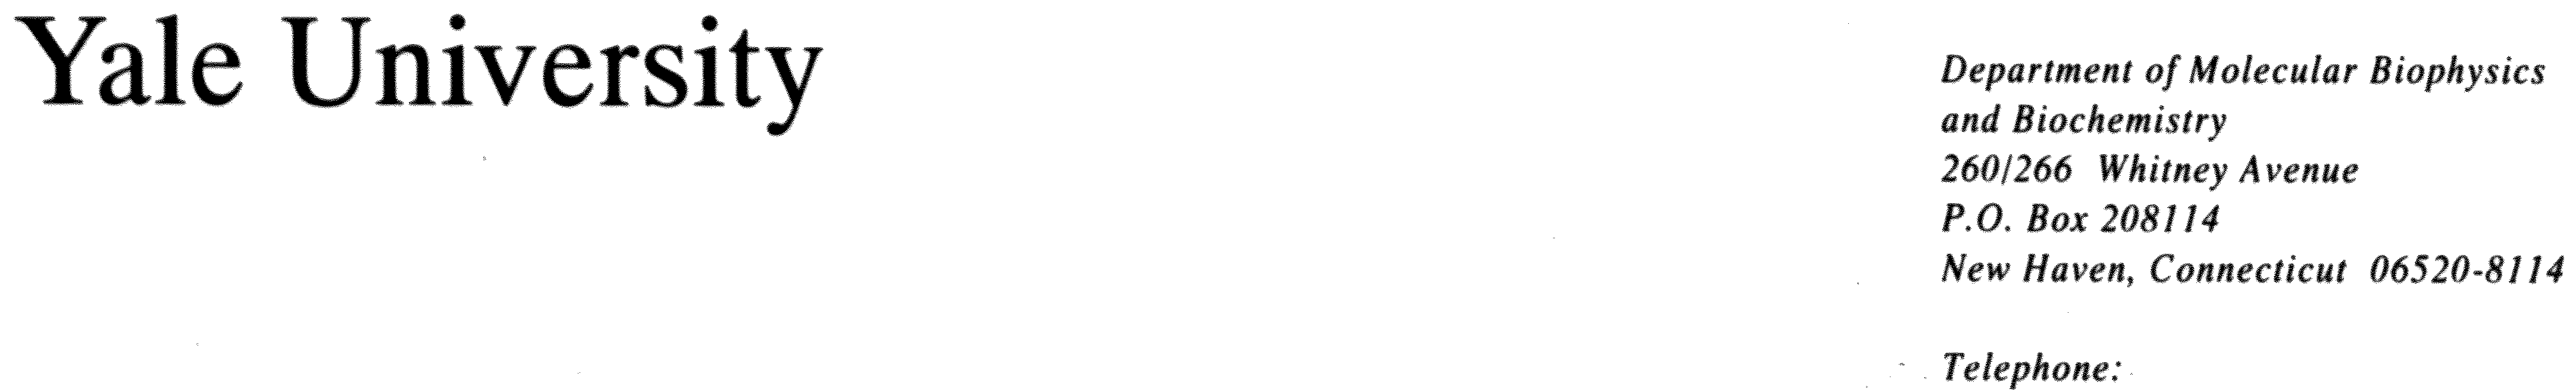 Yale University
Department of Molecular Biophysics
and Biochemistry
260/266 Whitney Avenue
P.O. Box 208114
New Haven, Connecticut 06520-8114
Telephone: